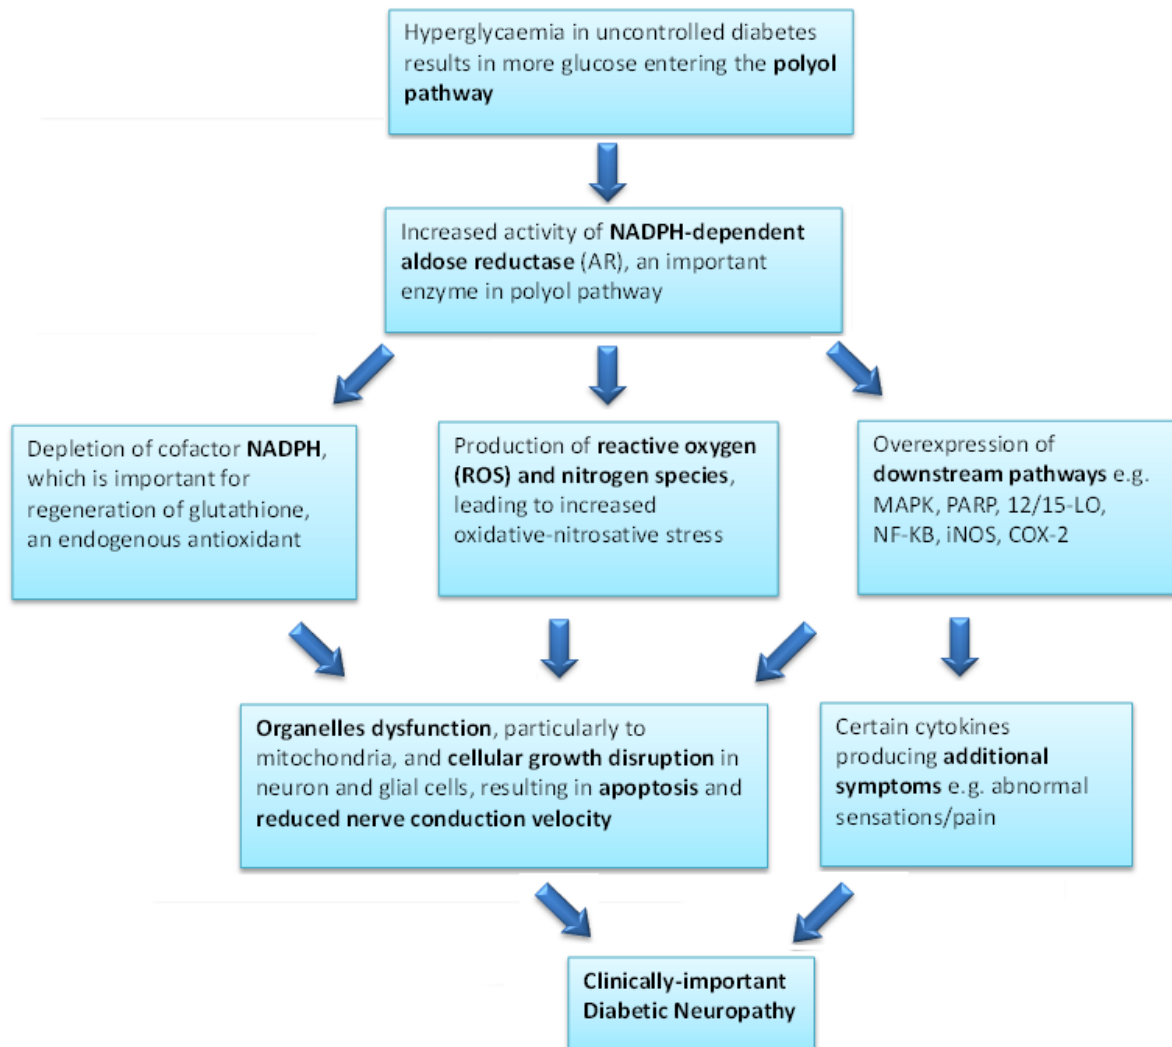 Hyperglycaemia in uncontrolled diabetes
results in more glucose entering the polyol
pathway
Increased activity of NADPH-dependent
aldose reductase (AR), an important
enzyme in polyol pathway
Depletion of cofactor NADPH,
which is important for
regeneration of glutathione,
an endogenous antioxidant
Production of reactive oxygen
(ROS) and nitrogen species,
leading to increased
oxidative-nitrosative stress
Overexpression of
downstream pathways e.g.
MAPK, PARP, 12/15-LO,
NF-KB, iNOS, COX-2
Organelles dysfunction, particularly to
mitochondria, and cellular growth disruption in
neuron and glial cells, resulting in apoptosis and
reduced nerve conduction velocity
Certain cytokines
producing additional
symptoms e.g. abnormal
sensations/pain
Clinically-important
Diabetic Neuropathy